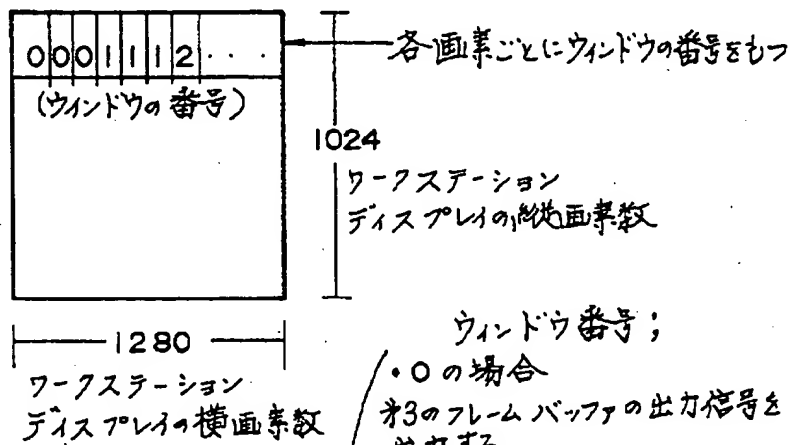 0 0 0 1 1 1 2 · · ·
各画素ごとにウィンドウの番号をもつ
(ウィンドウの番号)
1024
ワークステーション
ディスプレイの縦画素数
1280
ワークステーション
ディスプレイの横画素数
ウィンドウ番号;
・0の場合
オ3のフレームバッファの出力信号を